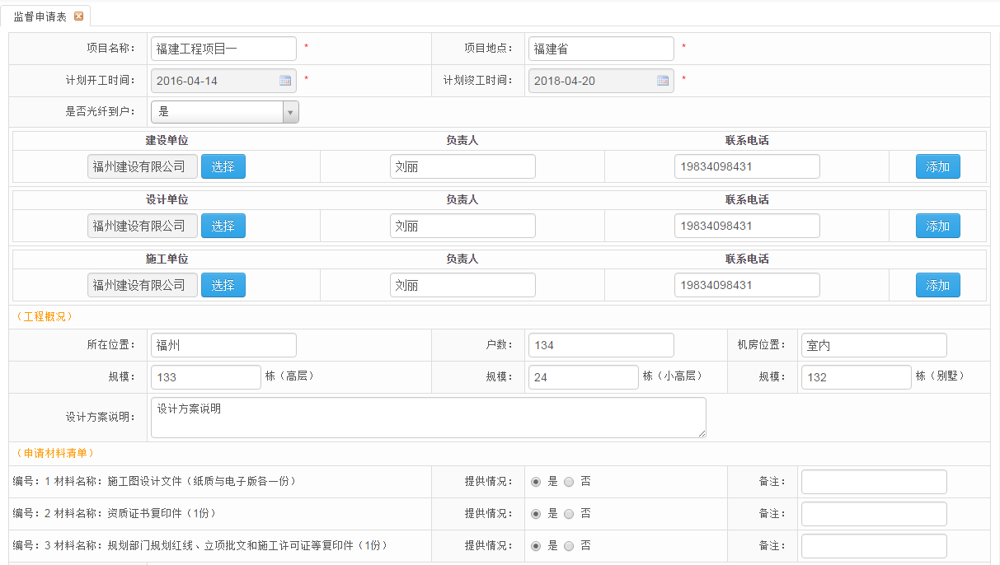 监督申请表
项目名称： 福建工程项目一 * 项目地点： 福建省 *
计划开工时间： 2016-04-14 * 计划竣工时间： 2018-04-20 *
是否光纤到户： 是
建设单位 负责人 联系电话
福州建设有限公司 选择 刘丽 19834098431 添加
设计单位 负责人 联系电话
福州建设有限公司 选择 刘丽 19834098431 添加
施工单位 负责人 联系电话
福州建设有限公司 选择 刘丽 19834098431 添加
（工程概况）
所在位置： 福州 户数： 134 机房位置： 室内
规模： 133 栋（高层） 规模： 24 栋（小高层） 规模： 132 栋（别墅）
设计方案说明： 设计方案说明
（申请材料清单）
编号：1 材料名称：施工图设计文件（纸质与电子版各一份） 提供情况： 是 否 备注：
编号：2 材料名称：资质证书复印件（1份） 提供情况： 是 否 备注：
编号：3 材料名称：规划部门规划红线、立项批文和施工许可证等复印件（1份） 提供情况： 是 否 备注：